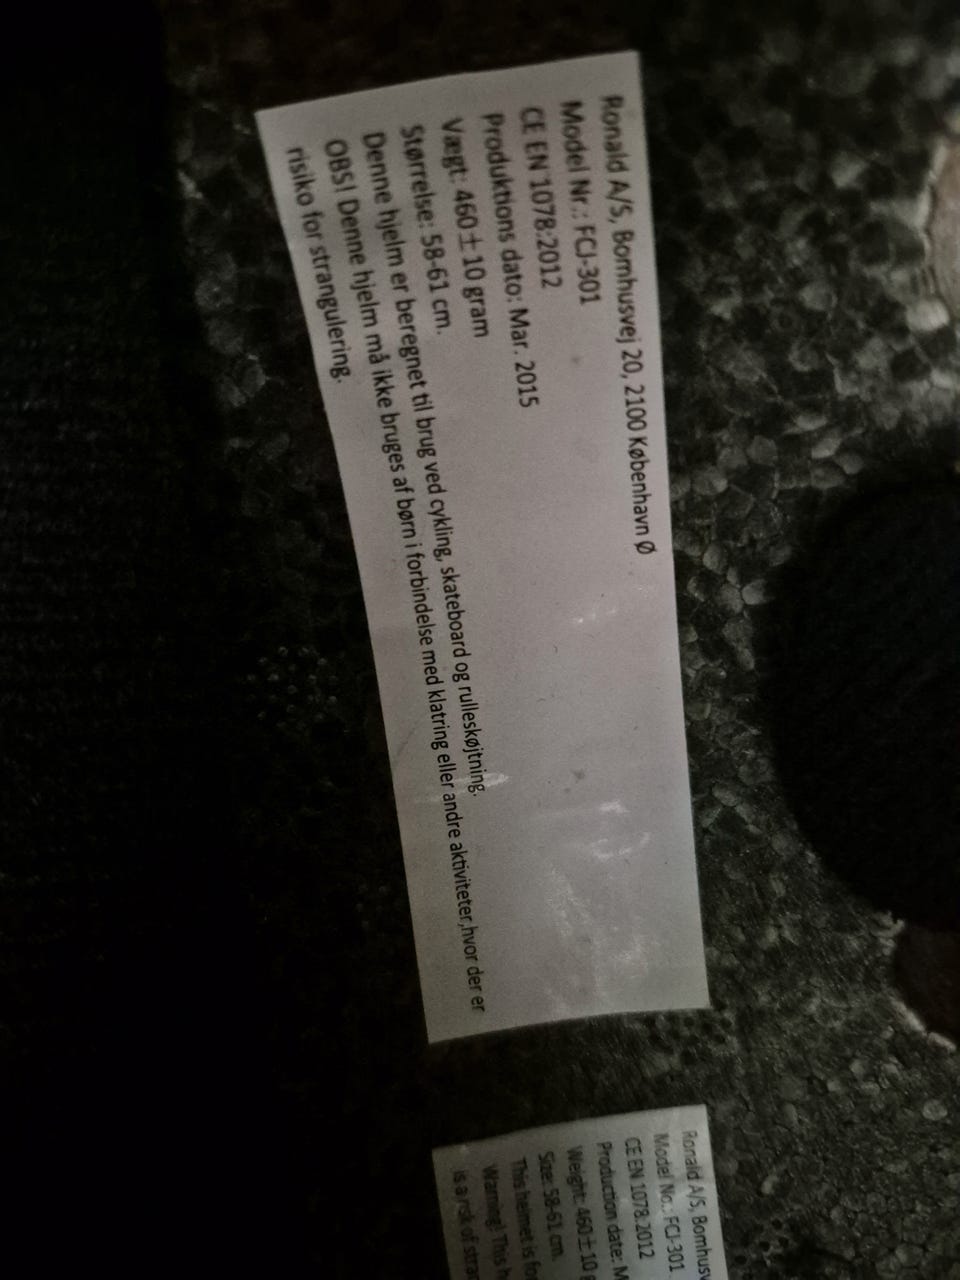 Ronald A/S, Bomhusvej 20, 2100 København Ø
Model Nr.: FCJ-301
CE EN 1078:2012
Produktions dato: Mar. 2015
Vægt: 460±10 gram
Størrelse: 58-61 cm.
Denne hjelm er beregnet til brug ved cykling, skateboard og rulleskøjtning.
OBS! Denne hjelm må ikke bruges af børn i forbindelse med klatring eller andre aktiviteter,hvor der er
risiko for strangulering.
Ronald A/S, Bomhusv
Model No.: FCJ-301
CE EN 1078:2012
Production date: M
Weight: 460±10 g
Size: 58-61 cm.
This helmet is fo
Warning! This h
is a risk of stran